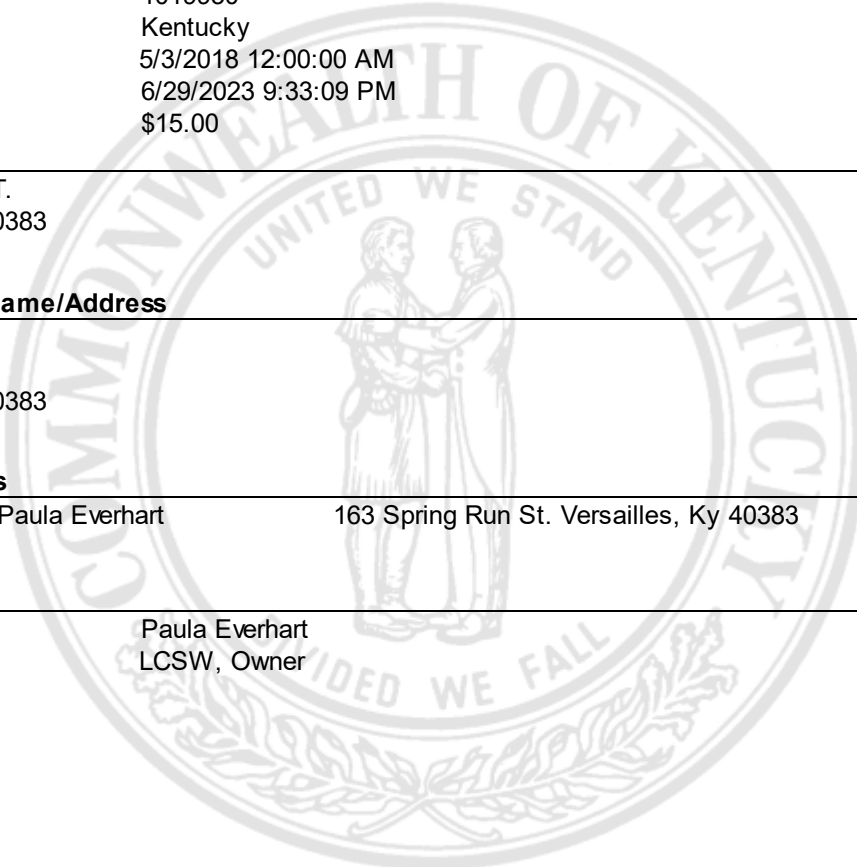 Kentucky
5/3/2018 12:00:00 AM
6/29/2023 9:33:09 PM
$15.00
T.
0383
ame/Address
0383
s
Paula Everhart 163 Spring Run St. Versailles, Ky 40383
Paula Everhart
LCSW, Owner
COMMONWEALTH OF KENTUCKY
UNITED WE STAND
DIVIDED WE FALL